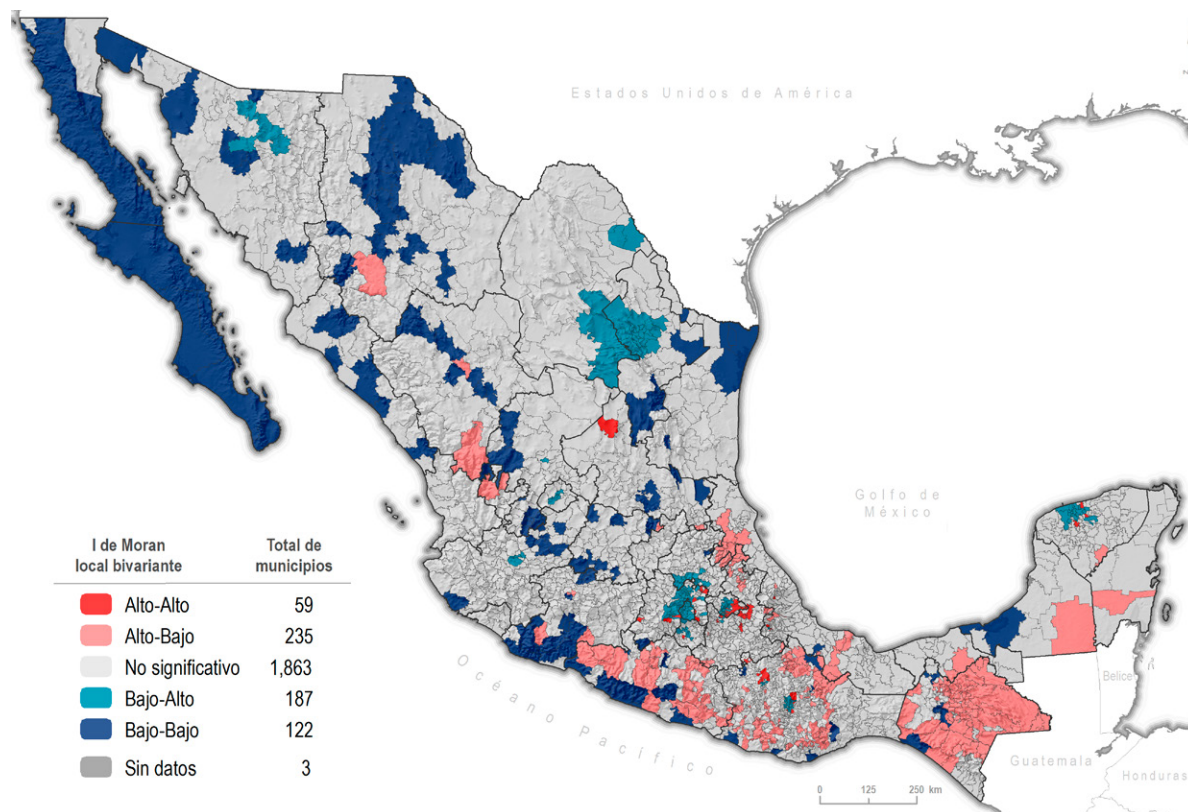 Estados Unidos de América
Golfo de
México
I de Moran
local bivariante
Total de
municipios
Alto-Alto
59
Alto-Bajo
235
No significativo
1,863
Bajo-Alto
187
Bajo-Bajo
122
Sin datos
3
Océano Pacífico
Belice
Guatemala
Honduras
0 125 250 km